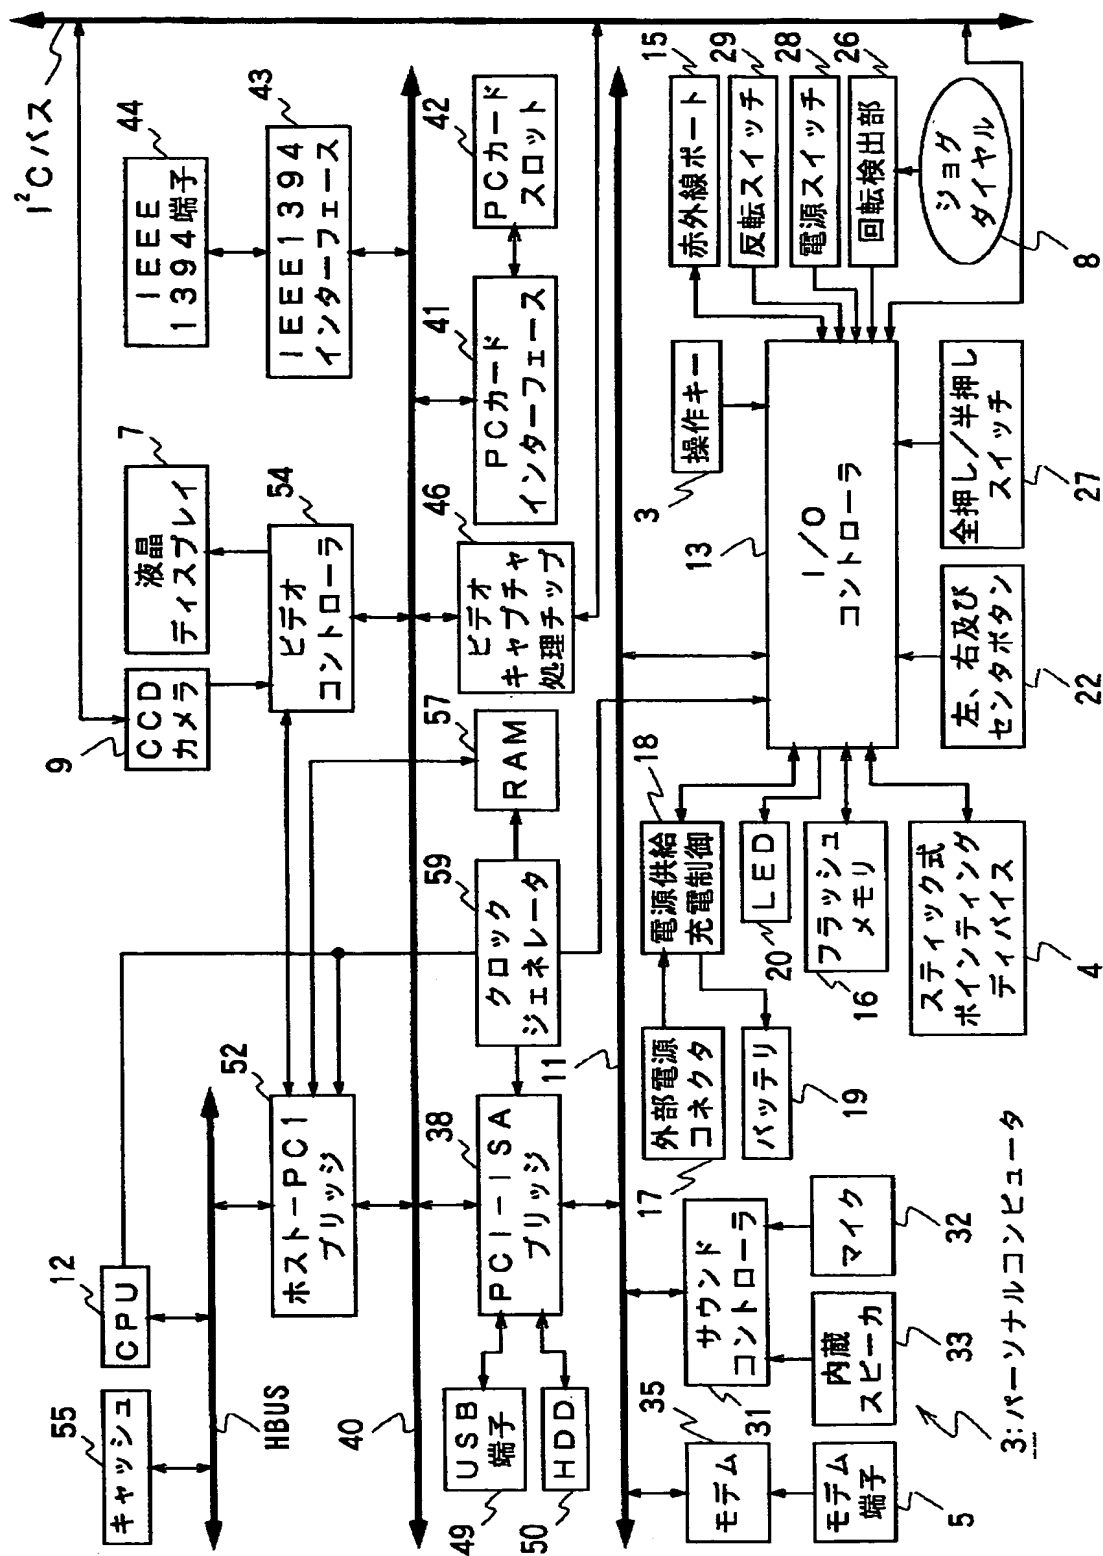 I²Cバス
44
IEEE
1394端子
43
IEEE1394
インターフェース
7
液晶
ディスプレイ
54
ビデオ
コントローラ
9
CCD
カメラ
12
CPU
55
キャッシュ
HBUS
52
ホスト−PCI
ブリッジ
40
42
PCカード
スロット
41
PCカード
インターフェース
46
ビデオ
キャプチャ
処理チップ
57
RAM
59
クロック
ジェネレータ
38
PCI−ISA
ブリッジ
USB
端子
49
HDD
50
11
15
赤外線ポート
29
反転スイッチ
28
電源スイッチ
26
回転検出部
ジョグ
ダイヤル
8
操作キー
3
13
I/O
コントローラ
全押し/半押し
スイッチ
27
左、右及び
センタボタン
22
18
電源供給
充電制御
LED
20
フラッシュ
メモリ
16
スティック式
ポインティング
ディバイス
4
外部電源
コネクタ
17
バッテリ
19
サウンド
コントローラ
31
マイク
32
内蔵
スピーカ
33
35
モデム
モデム
端子
5
3:パーソナルコンピュータ